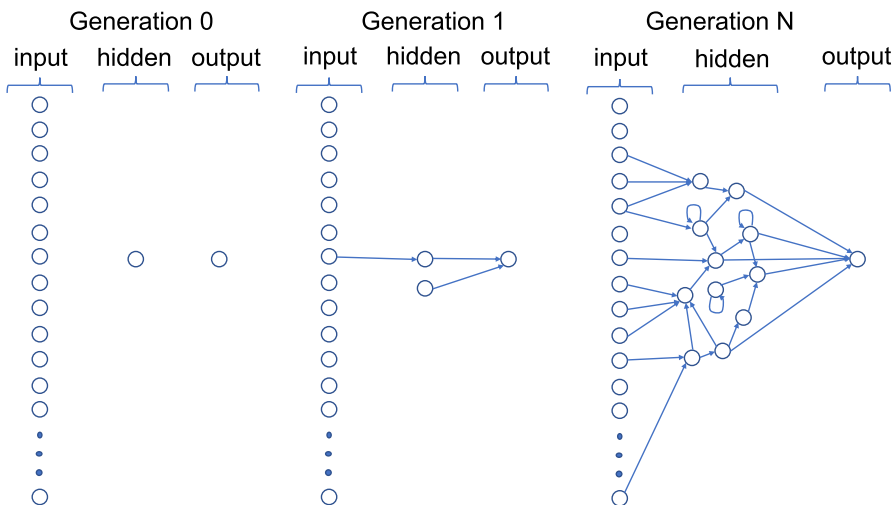 Generation 0
Generation 1
Generation N
input hidden output
input hidden output
input hidden output